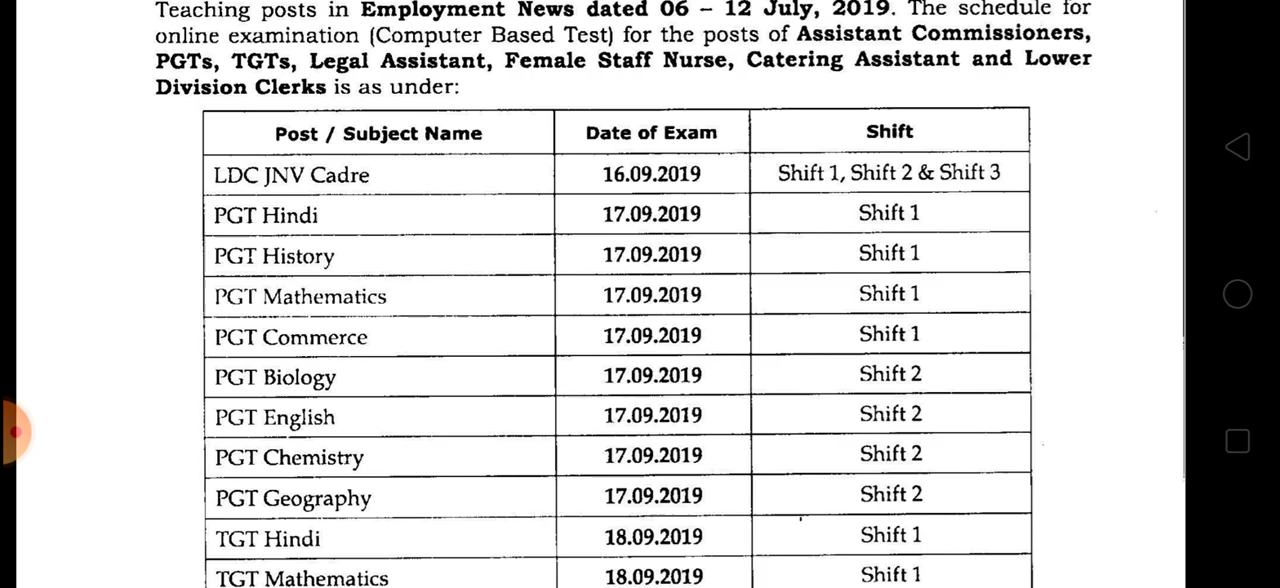 Teaching posts in Employment News dated 06 – 12 July, 2019. The schedule for
online examination (Computer Based Test) for the posts of Assistant Commissioners,
PGTs, TGTs, Legal Assistant, Female Staff Nurse, Catering Assistant and Lower
Division Clerks is as under:
Post / Subject Name Date of Exam Shift
LDC JNV Cadre 16.09.2019 Shift 1, Shift 2 & Shift 3
PGT Hindi 17.09.2019 Shift 1
PGT History 17.09.2019 Shift 1
PGT Mathematics 17.09.2019 Shift 1
PGT Commerce 17.09.2019 Shift 1
PGT Biology 17.09.2019 Shift 2
PGT English 17.09.2019 Shift 2
PGT Chemistry 17.09.2019 Shift 2
PGT Geography 17.09.2019 Shift 2
TGT Hindi 18.09.2019 Shift 1
TGT Mathematics 18.09.2019 Shift 1